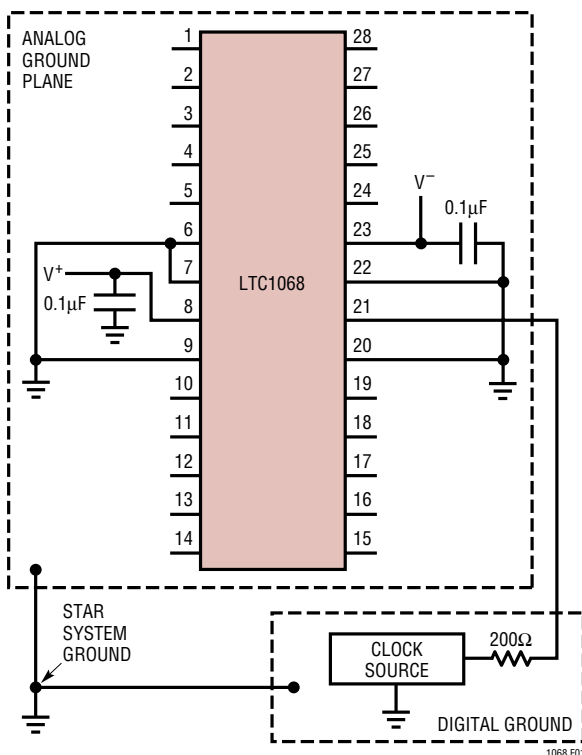 ANALOG
GROUND
PLANE
1
2
3
4
5
6
7
8
9
10
11
12
13
14
LTC1068
28
27
26
25
24
23
22
21
20
19
18
17
16
15
V+
0.1µF
V−
0.1µF
STAR
SYSTEM
GROUND
CLOCK
SOURCE
200Ω
DIGITAL GROUND